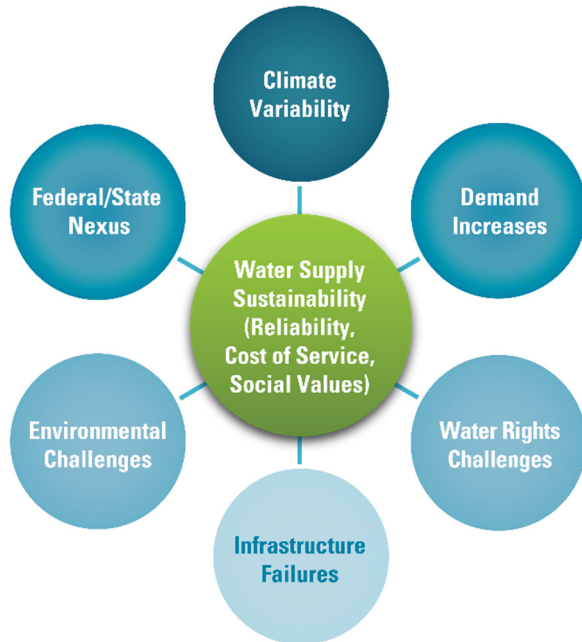 Climate
Variability
Federal/State
Nexus
Demand
Increases
Water Supply
Sustainability
(Reliability,
Cost of Service,
Social Values)
Environmental
Challenges
Water Rights
Challenges
Infrastructure
Failures